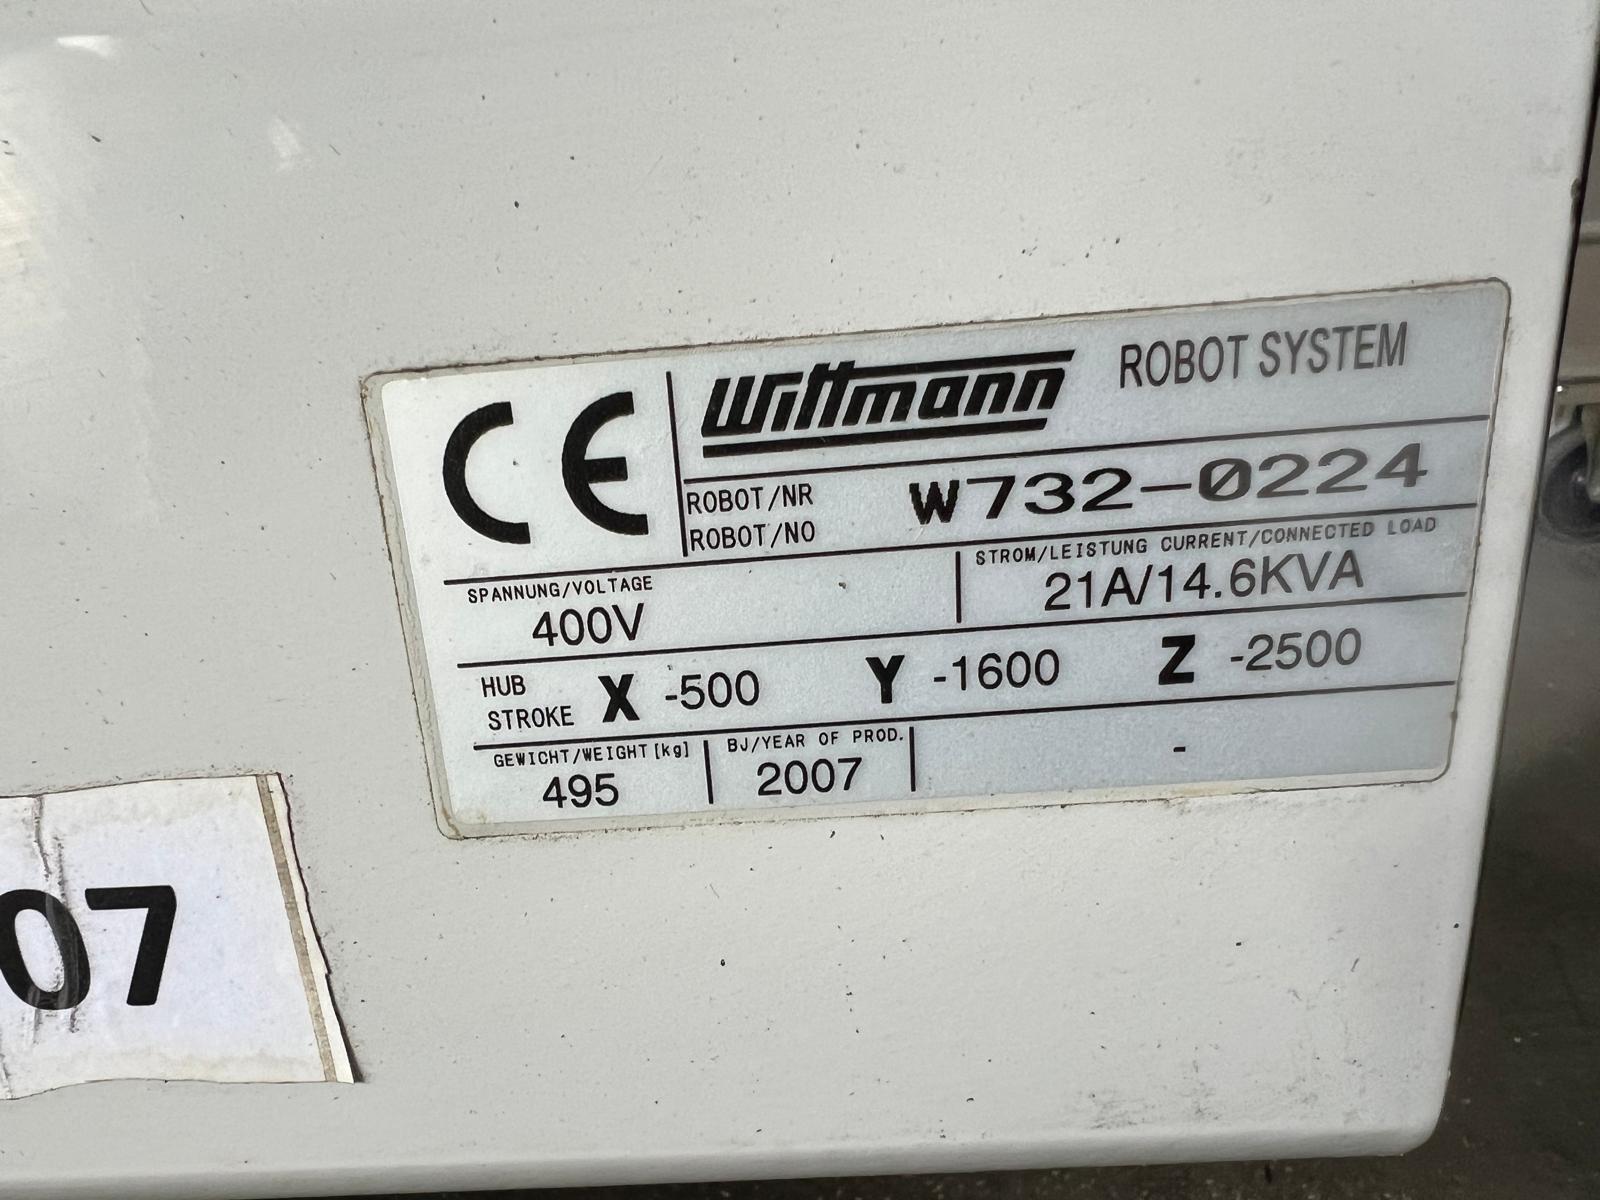 CE
Wittmann ROBOT SYSTEM
ROBOT/NR
ROBOT/NO
W732-0224
SPANNUNG/VOLTAGE
400V
STROM/LEISTUNG CURRENT/CONNECTED LOAD
21A/14.6KVA
HUB
STROKE
X -500 Y -1600 Z -2500
GEWICHT/WEIGHT [kg]
495
BJ/YEAR OF PROD.
2007
-
07